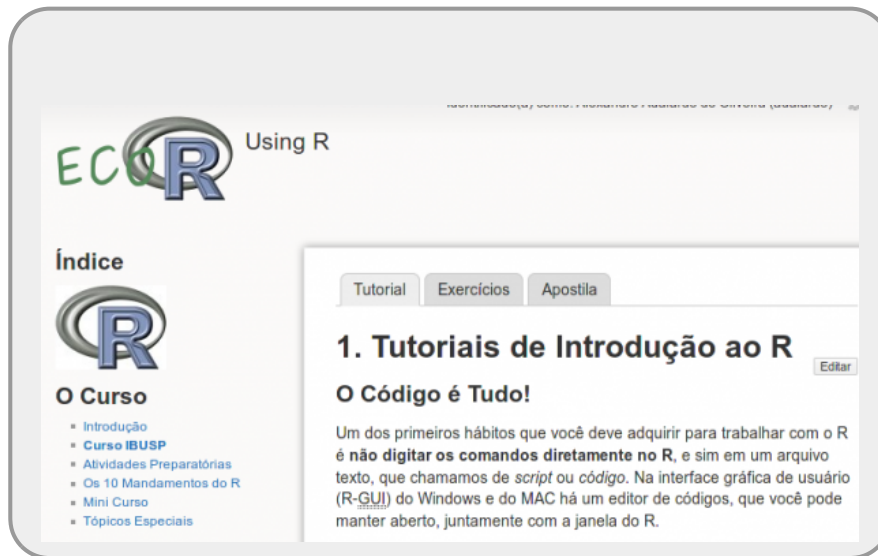 ECO R
Using R
Índice
R
O Curso
Introdução
Curso IBUSP
Atividades Preparatórias
Os 10 Mandamentos do R
Mini Curso
Tópicos Especiais
Tutorial Exercícios Apostila
1. Tutoriais de Introdução ao R
Editar
O Código é Tudo!
Um dos primeiros hábitos que você deve adquirir para trabalhar com o R
é não digitar os comandos diretamente no R, e sim em um arquivo
texto, que chamamos de script ou código. Na interface gráfica de usuário
(R-GUI) do Windows e do MAC há um editor de códigos, que você pode
manter aberto, juntamente com a janela do R.